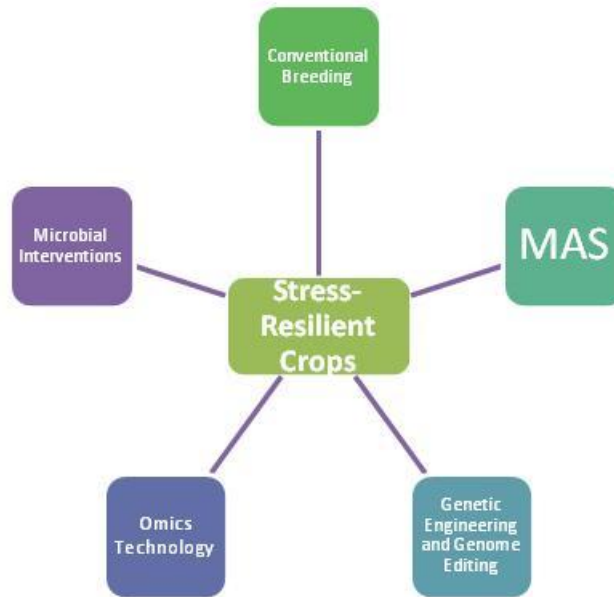 Conventional
Breeding
Microbial
Interventions
MAS
Stress-
Resilient
Crops
Omics
Technology
Genetic
Engineering
and Genome
Editing